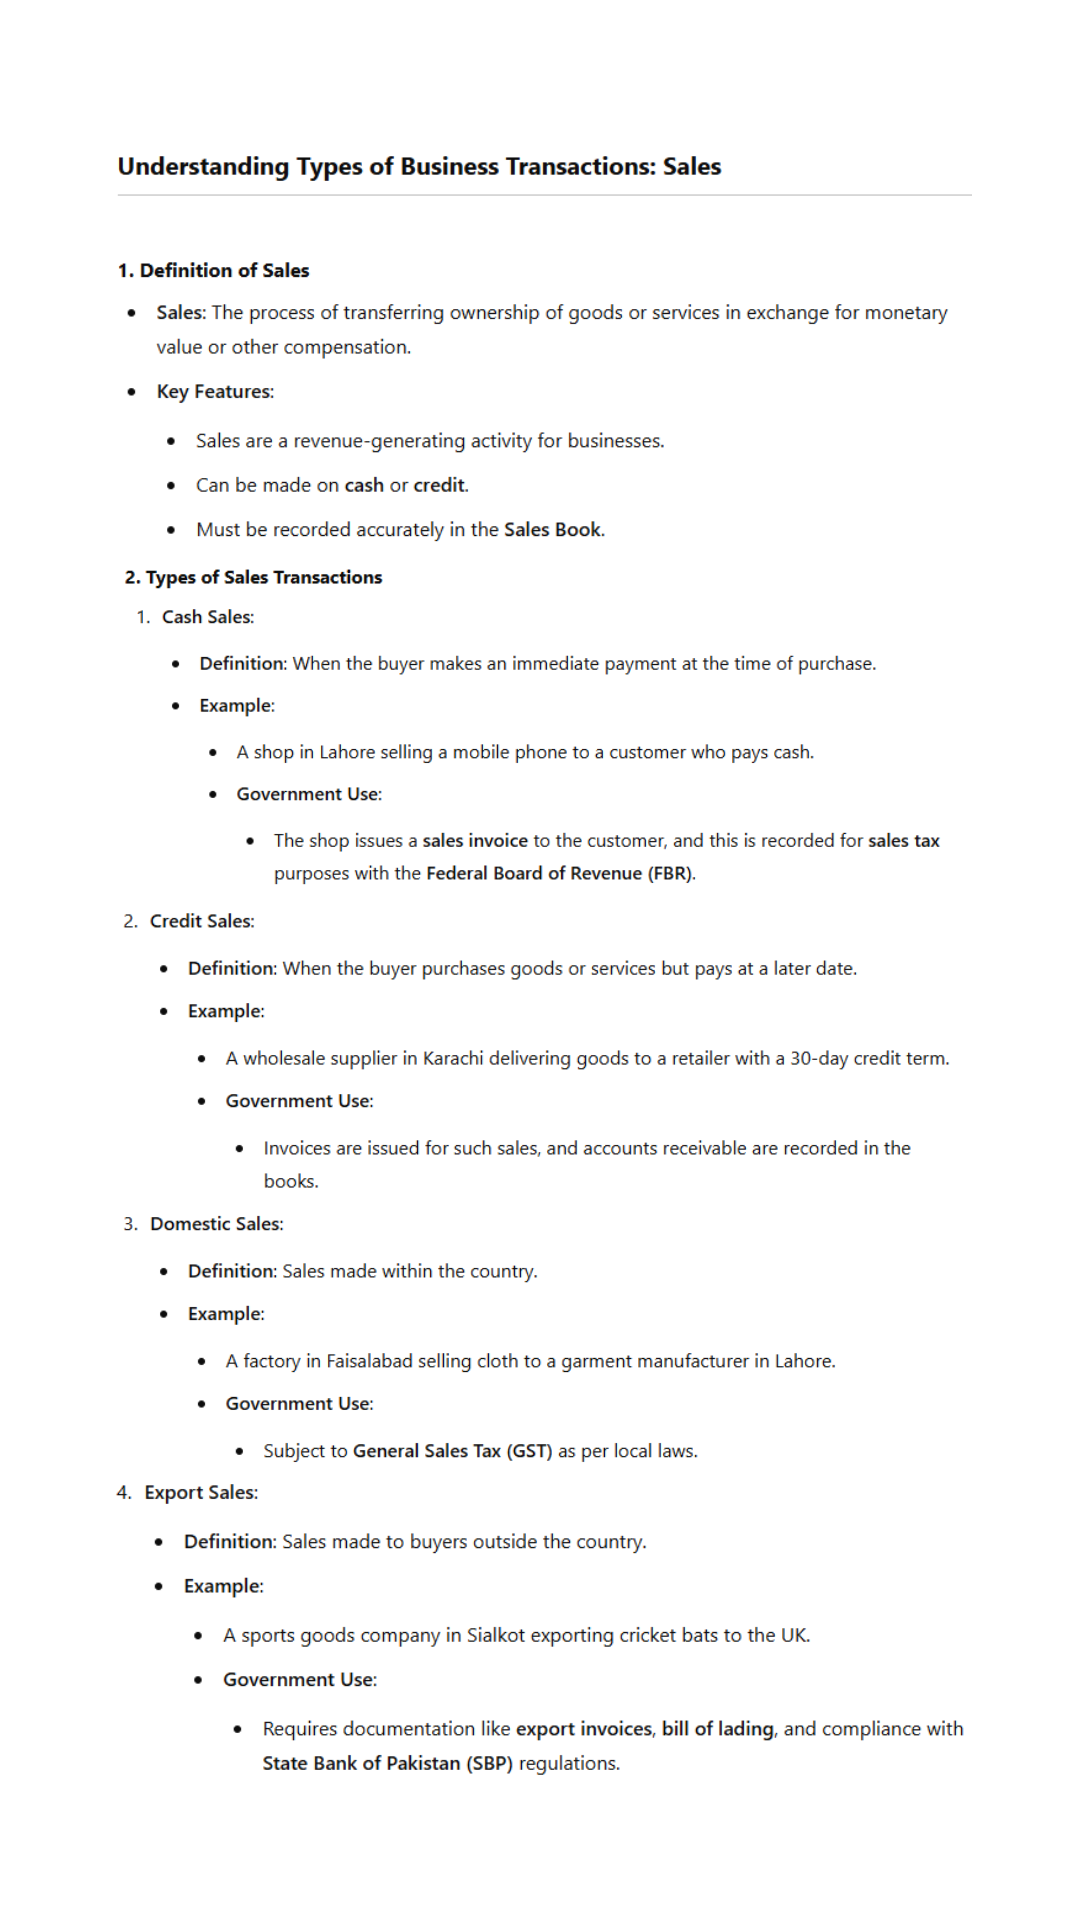 Understanding Types of Business Transactions: Sales
1. Definition of Sales
• Sales: The process of transferring ownership of goods or services in exchange for monetary
value or other compensation.
• Key Features:
• Sales are a revenue-generating activity for businesses.
• Can be made on cash or credit.
• Must be recorded accurately in the Sales Book.
2. Types of Sales Transactions
1. Cash Sales:
• Definition: When the buyer makes an immediate payment at the time of purchase.
• Example:
• A shop in Lahore selling a mobile phone to a customer who pays cash.
• Government Use:
• The shop issues a sales invoice to the customer, and this is recorded for sales tax
purposes with the Federal Board of Revenue (FBR).
2. Credit Sales:
• Definition: When the buyer purchases goods or services but pays at a later date.
• Example:
• A wholesale supplier in Karachi delivering goods to a retailer with a 30-day credit term.
• Government Use:
• Invoices are issued for such sales, and accounts receivable are recorded in the
books.
3. Domestic Sales:
• Definition: Sales made within the country.
• Example:
• A factory in Faisalabad selling cloth to a garment manufacturer in Lahore.
• Government Use:
• Subject to General Sales Tax (GST) as per local laws.
4. Export Sales:
• Definition: Sales made to buyers outside the country.
• Example:
• A sports goods company in Sialkot exporting cricket bats to the UK.
• Government Use:
• Requires documentation like export invoices, bill of lading, and compliance with
State Bank of Pakistan (SBP) regulations.